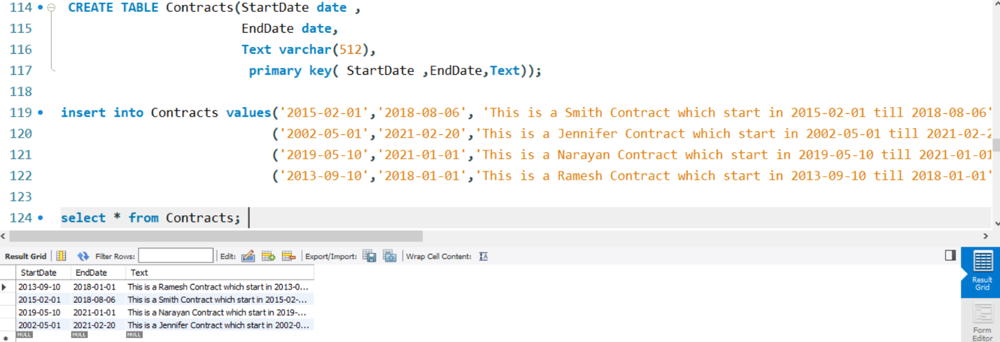 114 CREATE TABLE Contracts(StartDate date ,
115 EndDate date,
116 Text varchar(512),
117 primary key( StartDate ,EndDate,Text));
118
119 insert into Contracts values('2015-02-01','2018-08-06', 'This is a Smith Contract which start in 2015-02-01 till 2018-08-06'
120 ('2002-05-01','2021-02-20','This is a Jennifer Contract which start in 2002-05-01 till 2021-02-2
121 ('2019-05-10','2021-01-01','This is a Narayan Contract which start in 2019-05-10 till 2021-01-01
122 ('2013-09-10','2018-01-01','This is a Ramesh Contract which start in 2013-09-10 till 2018-01-01'
123
124 select * from Contracts;
Result Grid Filter Rows: Edit: Export/Import: Wrap Cell Content: IA
StartDate EndDate Text
2013-09-10 2018-01-01 This is a Ramesh Contract which start in 2013-0...
2015-02-01 2018-08-06 This is a Smith Contract which start in 2015-02-...
2019-05-10 2021-01-01 This is a Narayan Contract which start in 2019-...
2002-05-01 2021-02-20 This is a Jennifer Contract which start in 2002-0...
NULL NULL NULL
Result
Grid
Form
Editor